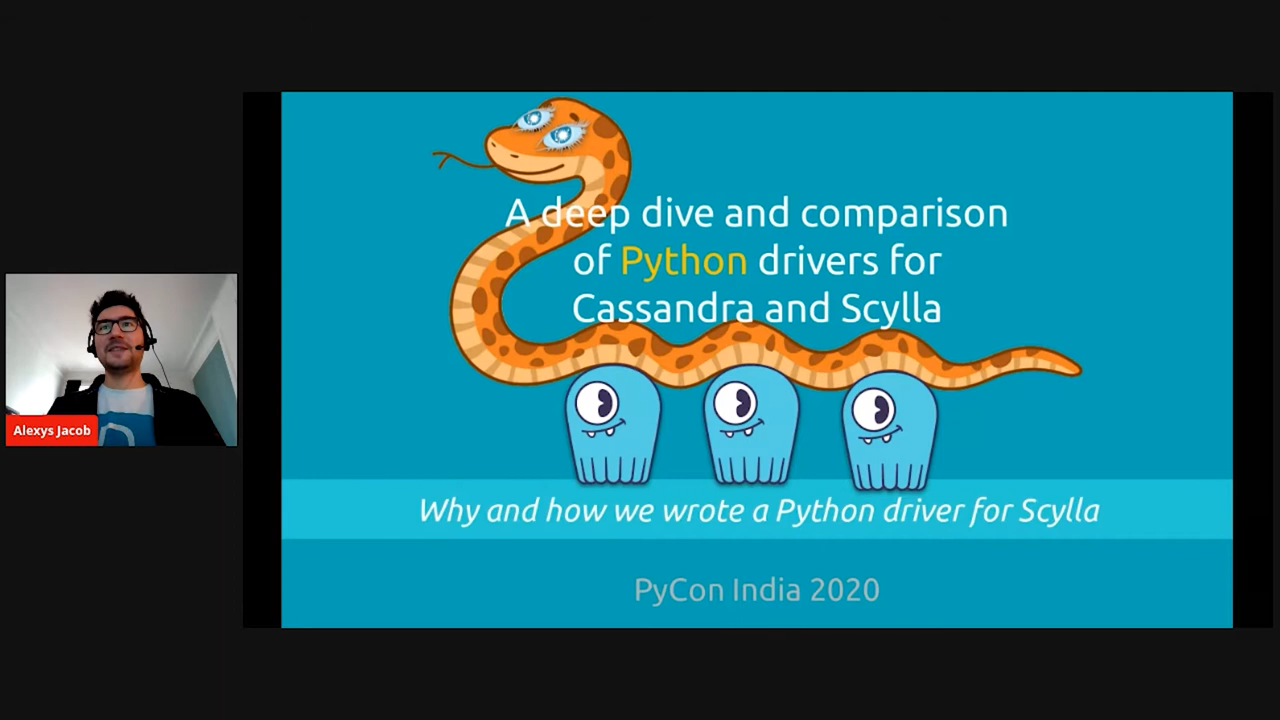 A deep dive and comparison
of Python drivers for
Cassandra and Scylla
Alexys Jacob
Why and how we wrote a Python driver for Scylla
PyCon India 2020